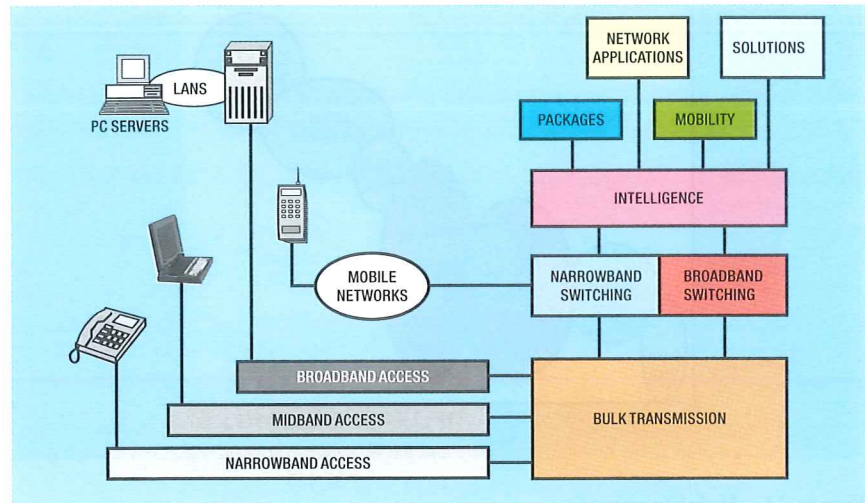 NETWORK
APPLICATIONS
SOLUTIONS
LANS
PC SERVERS
PACKAGES
MOBILITY
INTELLIGENCE
MOBILE
NETWORKS
NARROWBAND
SWITCHING
BROADBAND
SWITCHING
BROADBAND ACCESS
MIDBAND ACCESS
BULK TRANSMISSION
NARROWBAND ACCESS